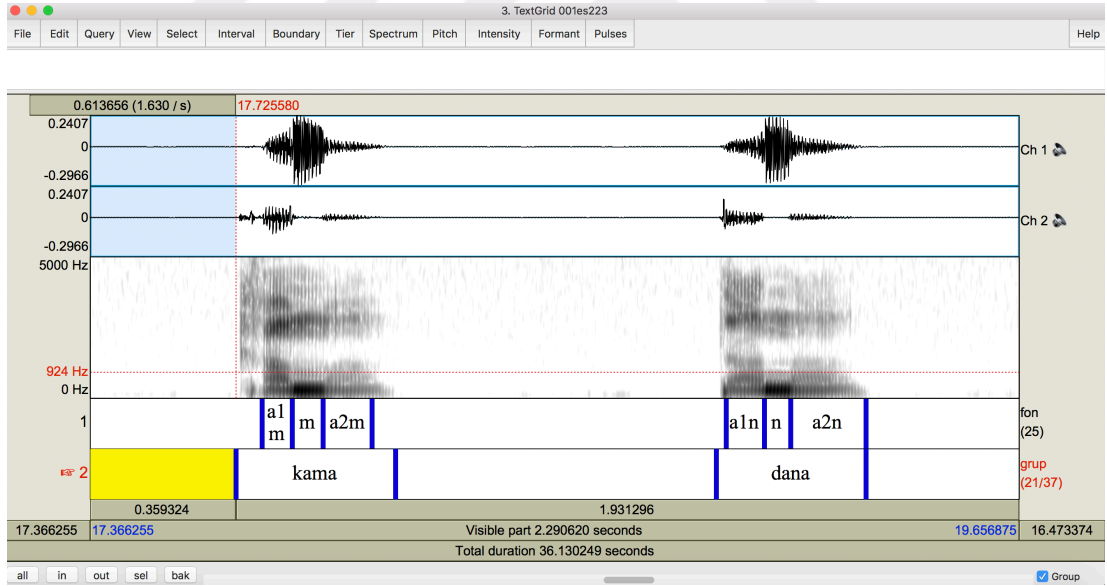 3. TextGrid 001es223
File Edit Query View Select Interval Boundary Tier Spectrum Pitch Intensity Formant Pulses Help
0.613656 (1.630 / s) 17.725580
0.2407
0
-0.2966
Ch 1
0.2407
0
-0.2966
Ch 2
5000 Hz
924 Hz
0 Hz
1 a1m m a2m a1n n a2n fon (25)
2 kama dana grup (21/37)
0.359324 1.931296
17.366255 17.366255 Visible part 2.290620 seconds 19.656875 16.473374
Total duration 36.130249 seconds
all in out sel bak Group